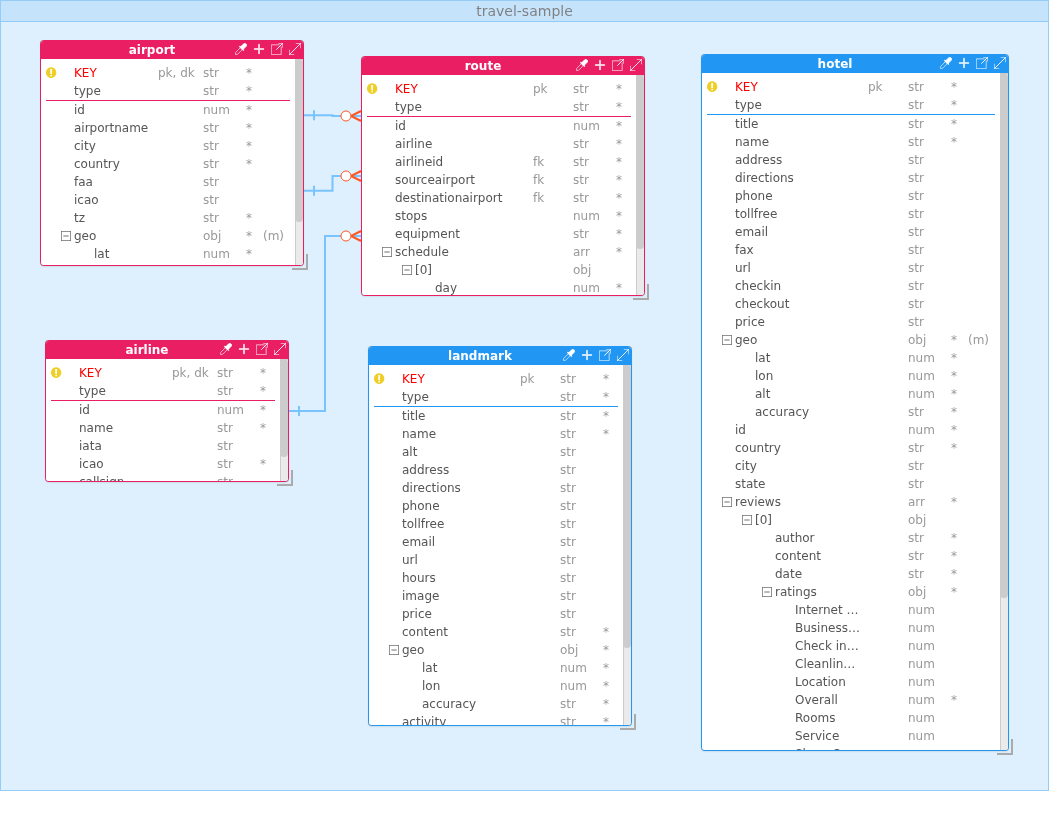 travel-sample
airport
KEY pk, dk str *
type str *
id num *
airportname str *
city str *
country str *
faa str
icao str
tz str *
geo obj * (m)
lat num *
route
KEY pk str *
type str *
id num *
airline str *
airlineid fk str *
sourceairport fk str *
destinationairport fk str *
stops num *
equipment str *
schedule arr *
[0] obj
day num *
airline
KEY pk, dk str *
type str *
id num *
name str *
iata str
icao str *
callsign str
landmark
KEY pk str *
type str *
title str *
name str *
alt str
address str
directions str
phone str
tollfree str
email str
url str
hours str
image str
price str
content str *
geo obj *
lat num *
lon num *
accuracy str *
activity str *
hotel
KEY pk str *
type str *
title str *
name str *
address str
directions str
phone str
tollfree str
email str
fax str
url str
checkin str
checkout str
price str
geo obj * (m)
lat num *
lon num *
alt num *
accuracy str *
id num *
country str *
city str
state str
reviews arr *
[0] obj
author str *
content str *
date str *
ratings obj *
Internet ... num
Business... num
Check in... num
Cleanlin... num
Location num
Overall num *
Rooms num
Service num